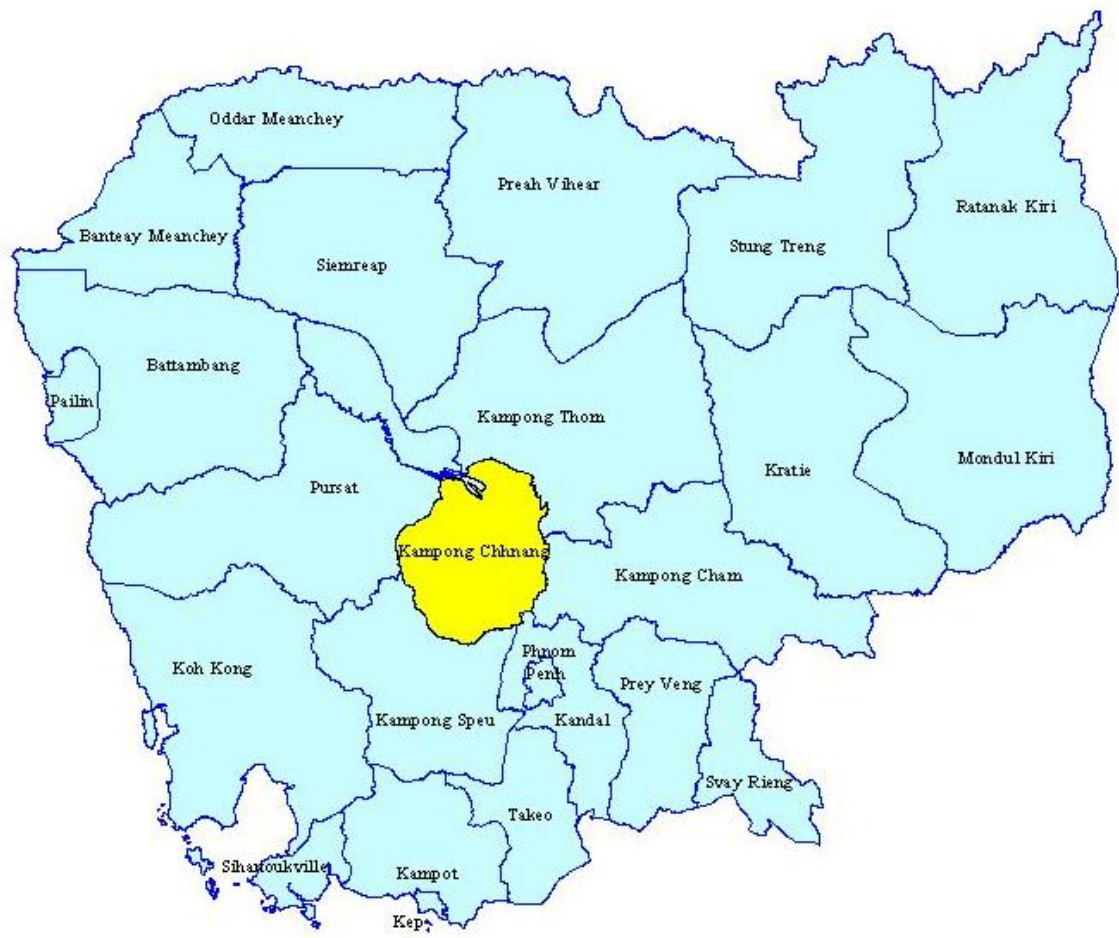 Oddar Meanchey
Preah Vihear
Ratanak Kiri
Banteay Meanchey
Stung Treng
Siemreap
Battambang
Pailin
Kampong Thom
Mondul Kiri
Kratie
Pursat
Kampong Chhnang
Kampong Cham
Phnom
Penh
Koh Kong
Prey Veng
Kampong Speu
Kandal
Svay Rieng
Takeo
Sihanoukville
Kampot
Kep